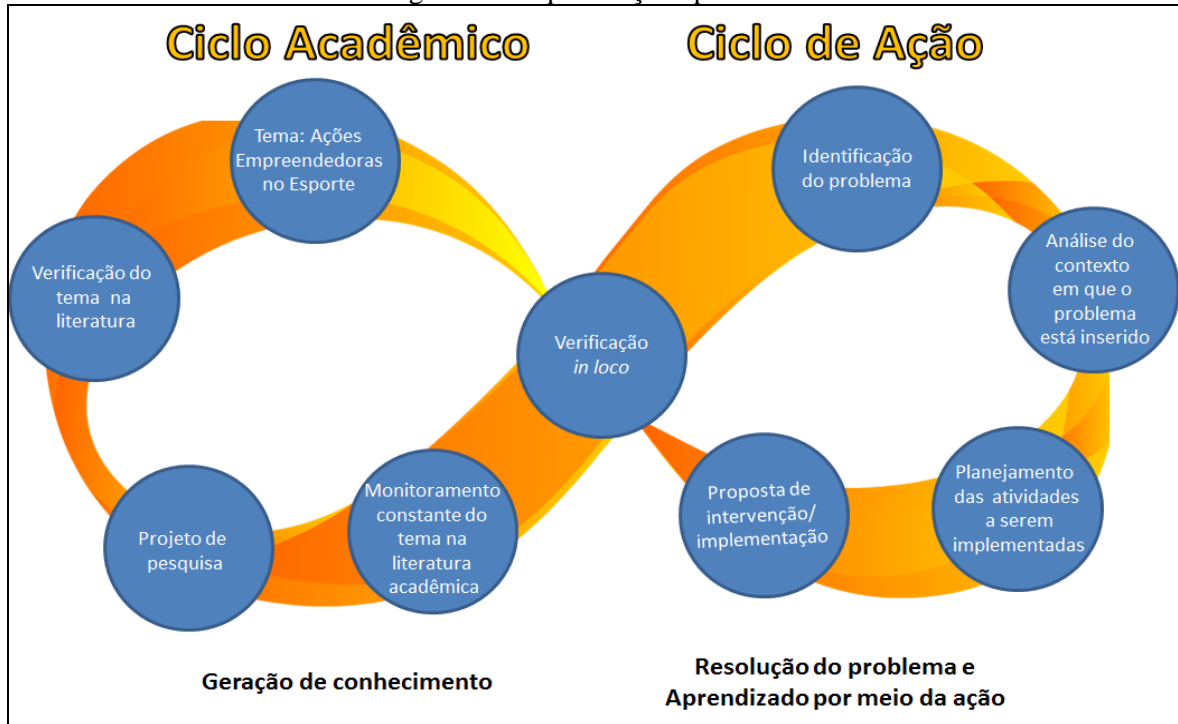 Ciclo Acadêmico
Ciclo de Ação
Tema: Ações
Empreendedoras
no Esporte
Verificação do
tema na
literatura
Projeto de
pesquisa
Monitoramento
constante do
tema na
literatura
acadêmica
Verificação
in loco
Identificação
do problema
Análise do
contexto
em que o
problema
está inserido
Planejamento
das atividades
a serem
implementadas
Proposta de
intervenção/
implementação
Geração de conhecimento
Resolução do problema e
Aprendizado por meio da ação